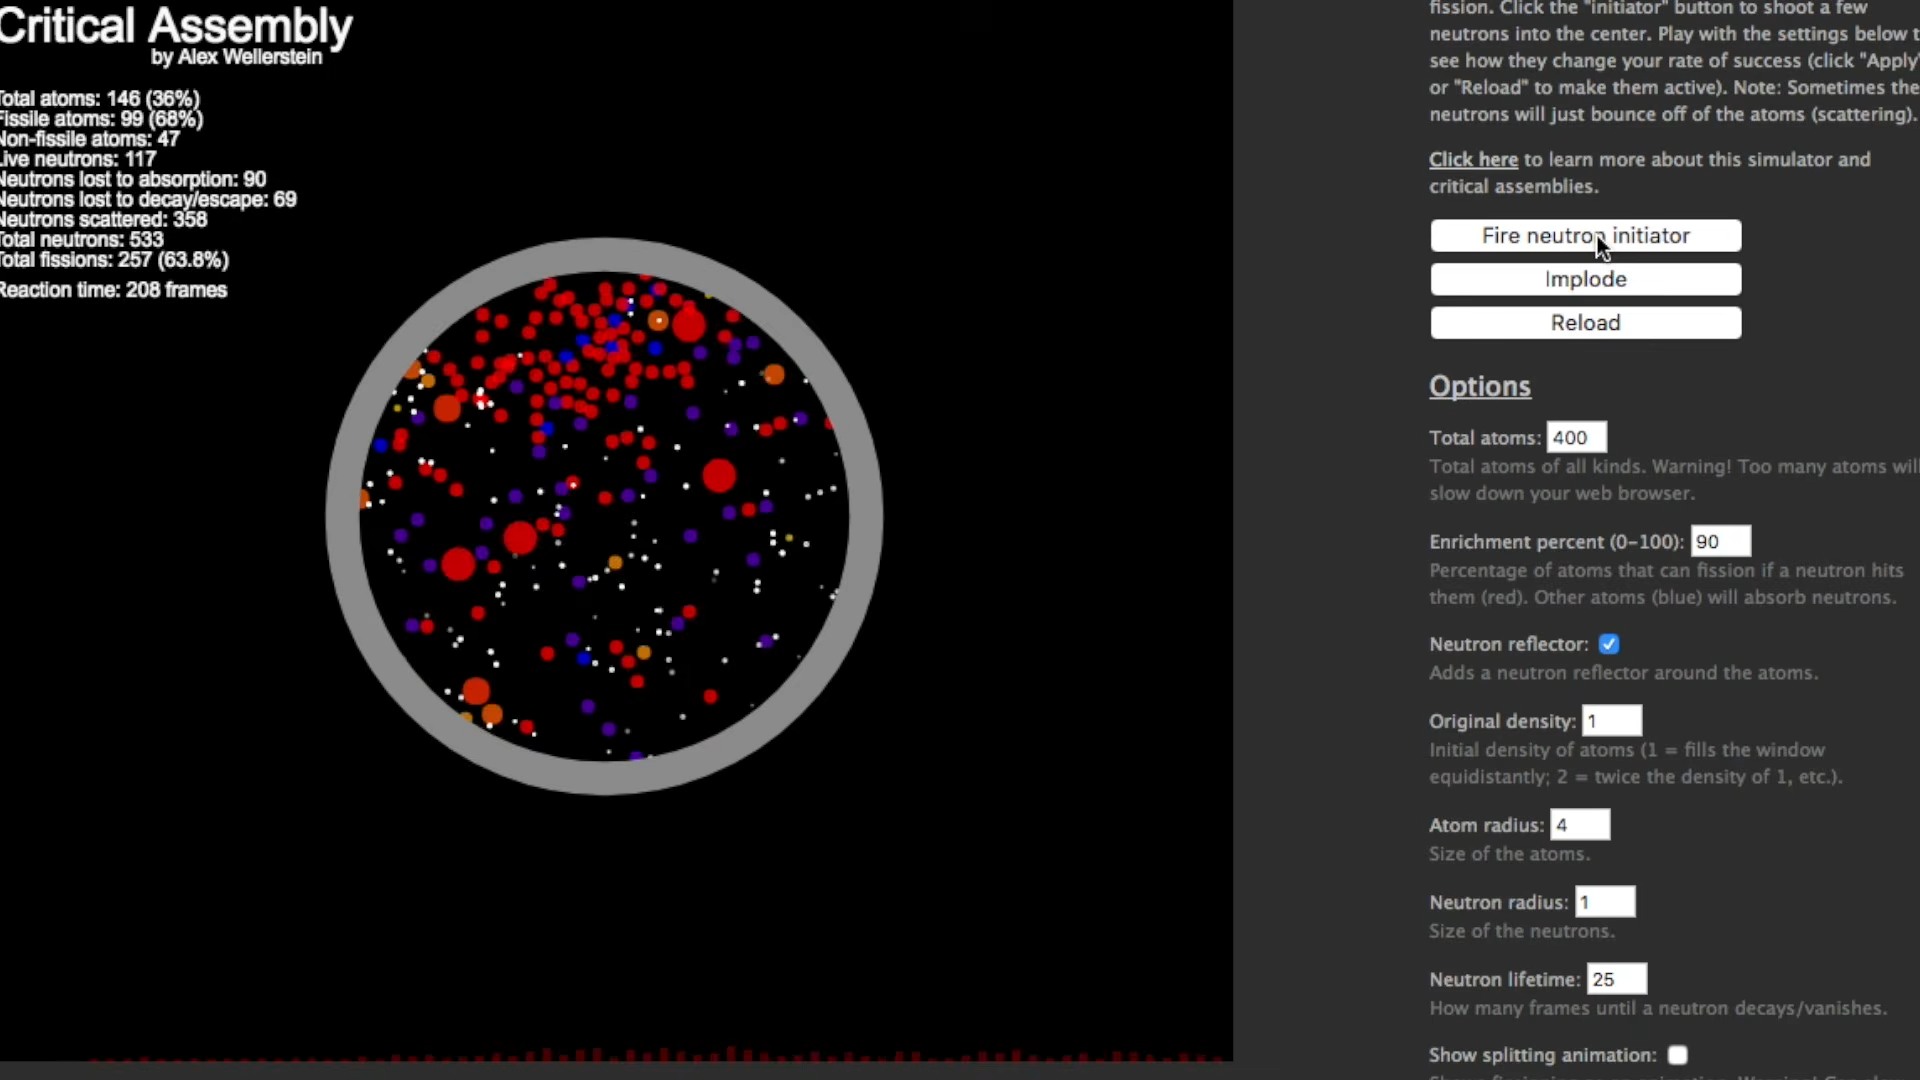 Critical Assembly
by Alex Wellerstein
Total atoms: 146 (36%)
Fissile atoms: 99 (68%)
Non-fissile atoms: 47
Live neutrons: 117
Neutrons lost to absorption: 90
Neutrons lost to decay/escape: 69
Neutrons scattered: 358
Total neutrons: 533
Total fissions: 257 (63.8%)
Reaction time: 208 frames
fission. Click the "initiator" button to shoot a few
neutrons into the center. Play with the settings below t
see how they change your rate of success (click "Apply"
or "Reload" to make them active). Note: Sometimes the
neutrons will just bounce off of the atoms (scattering).
Click here to learn more about this simulator and
critical assemblies.
Fire neutron initiator
Implode
Reload
Options
Total atoms: 400
Total atoms of all kinds. Warning! Too many atoms will
slow down your web browser.
Enrichment percent (0-100): 90
Percentage of atoms that can fission if a neutron hits
them (red). Other atoms (blue) will absorb neutrons.
Neutron reflector:
Adds a neutron reflector around the atoms.
Original density: 1
Initial density of atoms (1 = fills the window
equidistantly; 2 = twice the density of 1, etc.).
Atom radius: 4
Size of the atoms.
Neutron radius: 1
Size of the neutrons.
Neutron lifetime: 25
How many frames until a neutron decays/vanishes.
Show splitting animation: